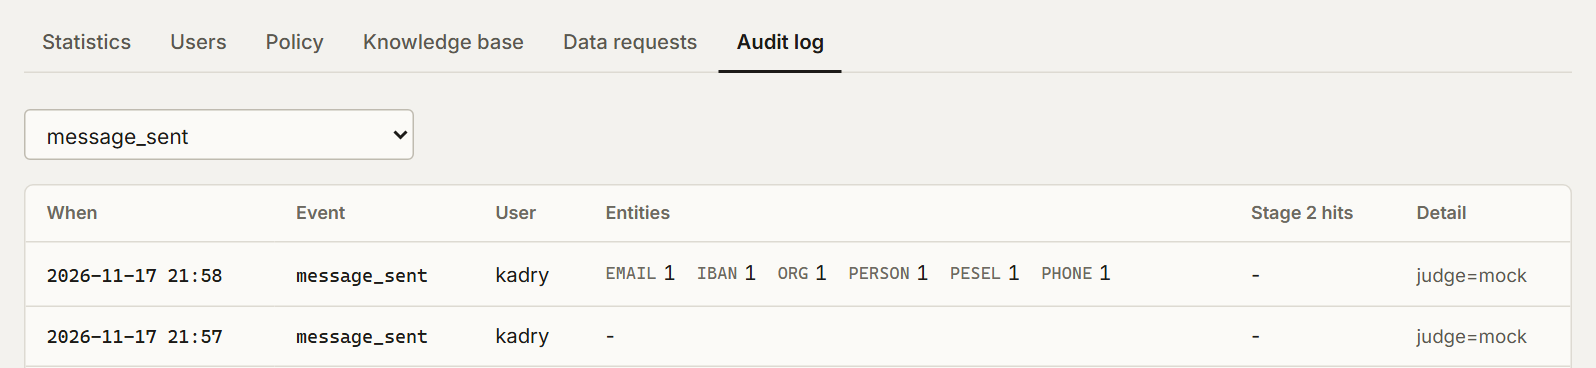 Statistics Users Policy Knowledge base Data requests Audit log
message_sent
When Event User Entities Stage 2 hits Detail
2026-11-17 21:58 message_sent kadry EMAIL 1 IBAN 1 ORG 1 PERSON 1 PESEL 1 PHONE 1 - judge=mock
2026-11-17 21:57 message_sent kadry - - judge=mock